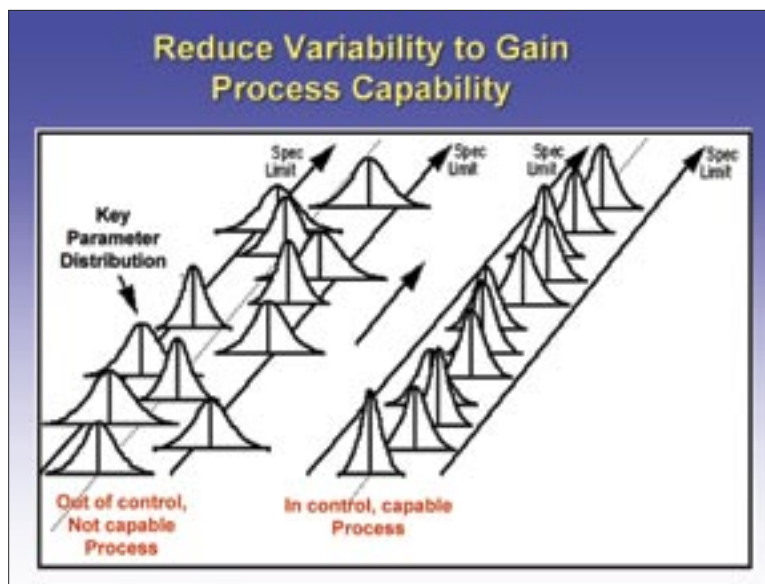 Reduce Variability to Gain
Process Capability
Spec
Limit
Spec
Limit
Spec
Limit
Spec
Limit
Key
Parameter
Distribution
Out of control,
Not capable
Process
In control, capable
Process